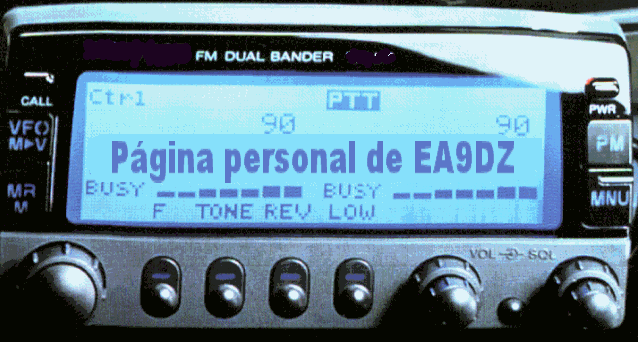 FM DUAL BANDER
CALL
Ctrl PTT
PWR
90 90
VFO
M▶V
PM
Página personal de EA9DZ
MR
M
BUSY BUSY
MNU
F TONE REV LOW
VOL SQL